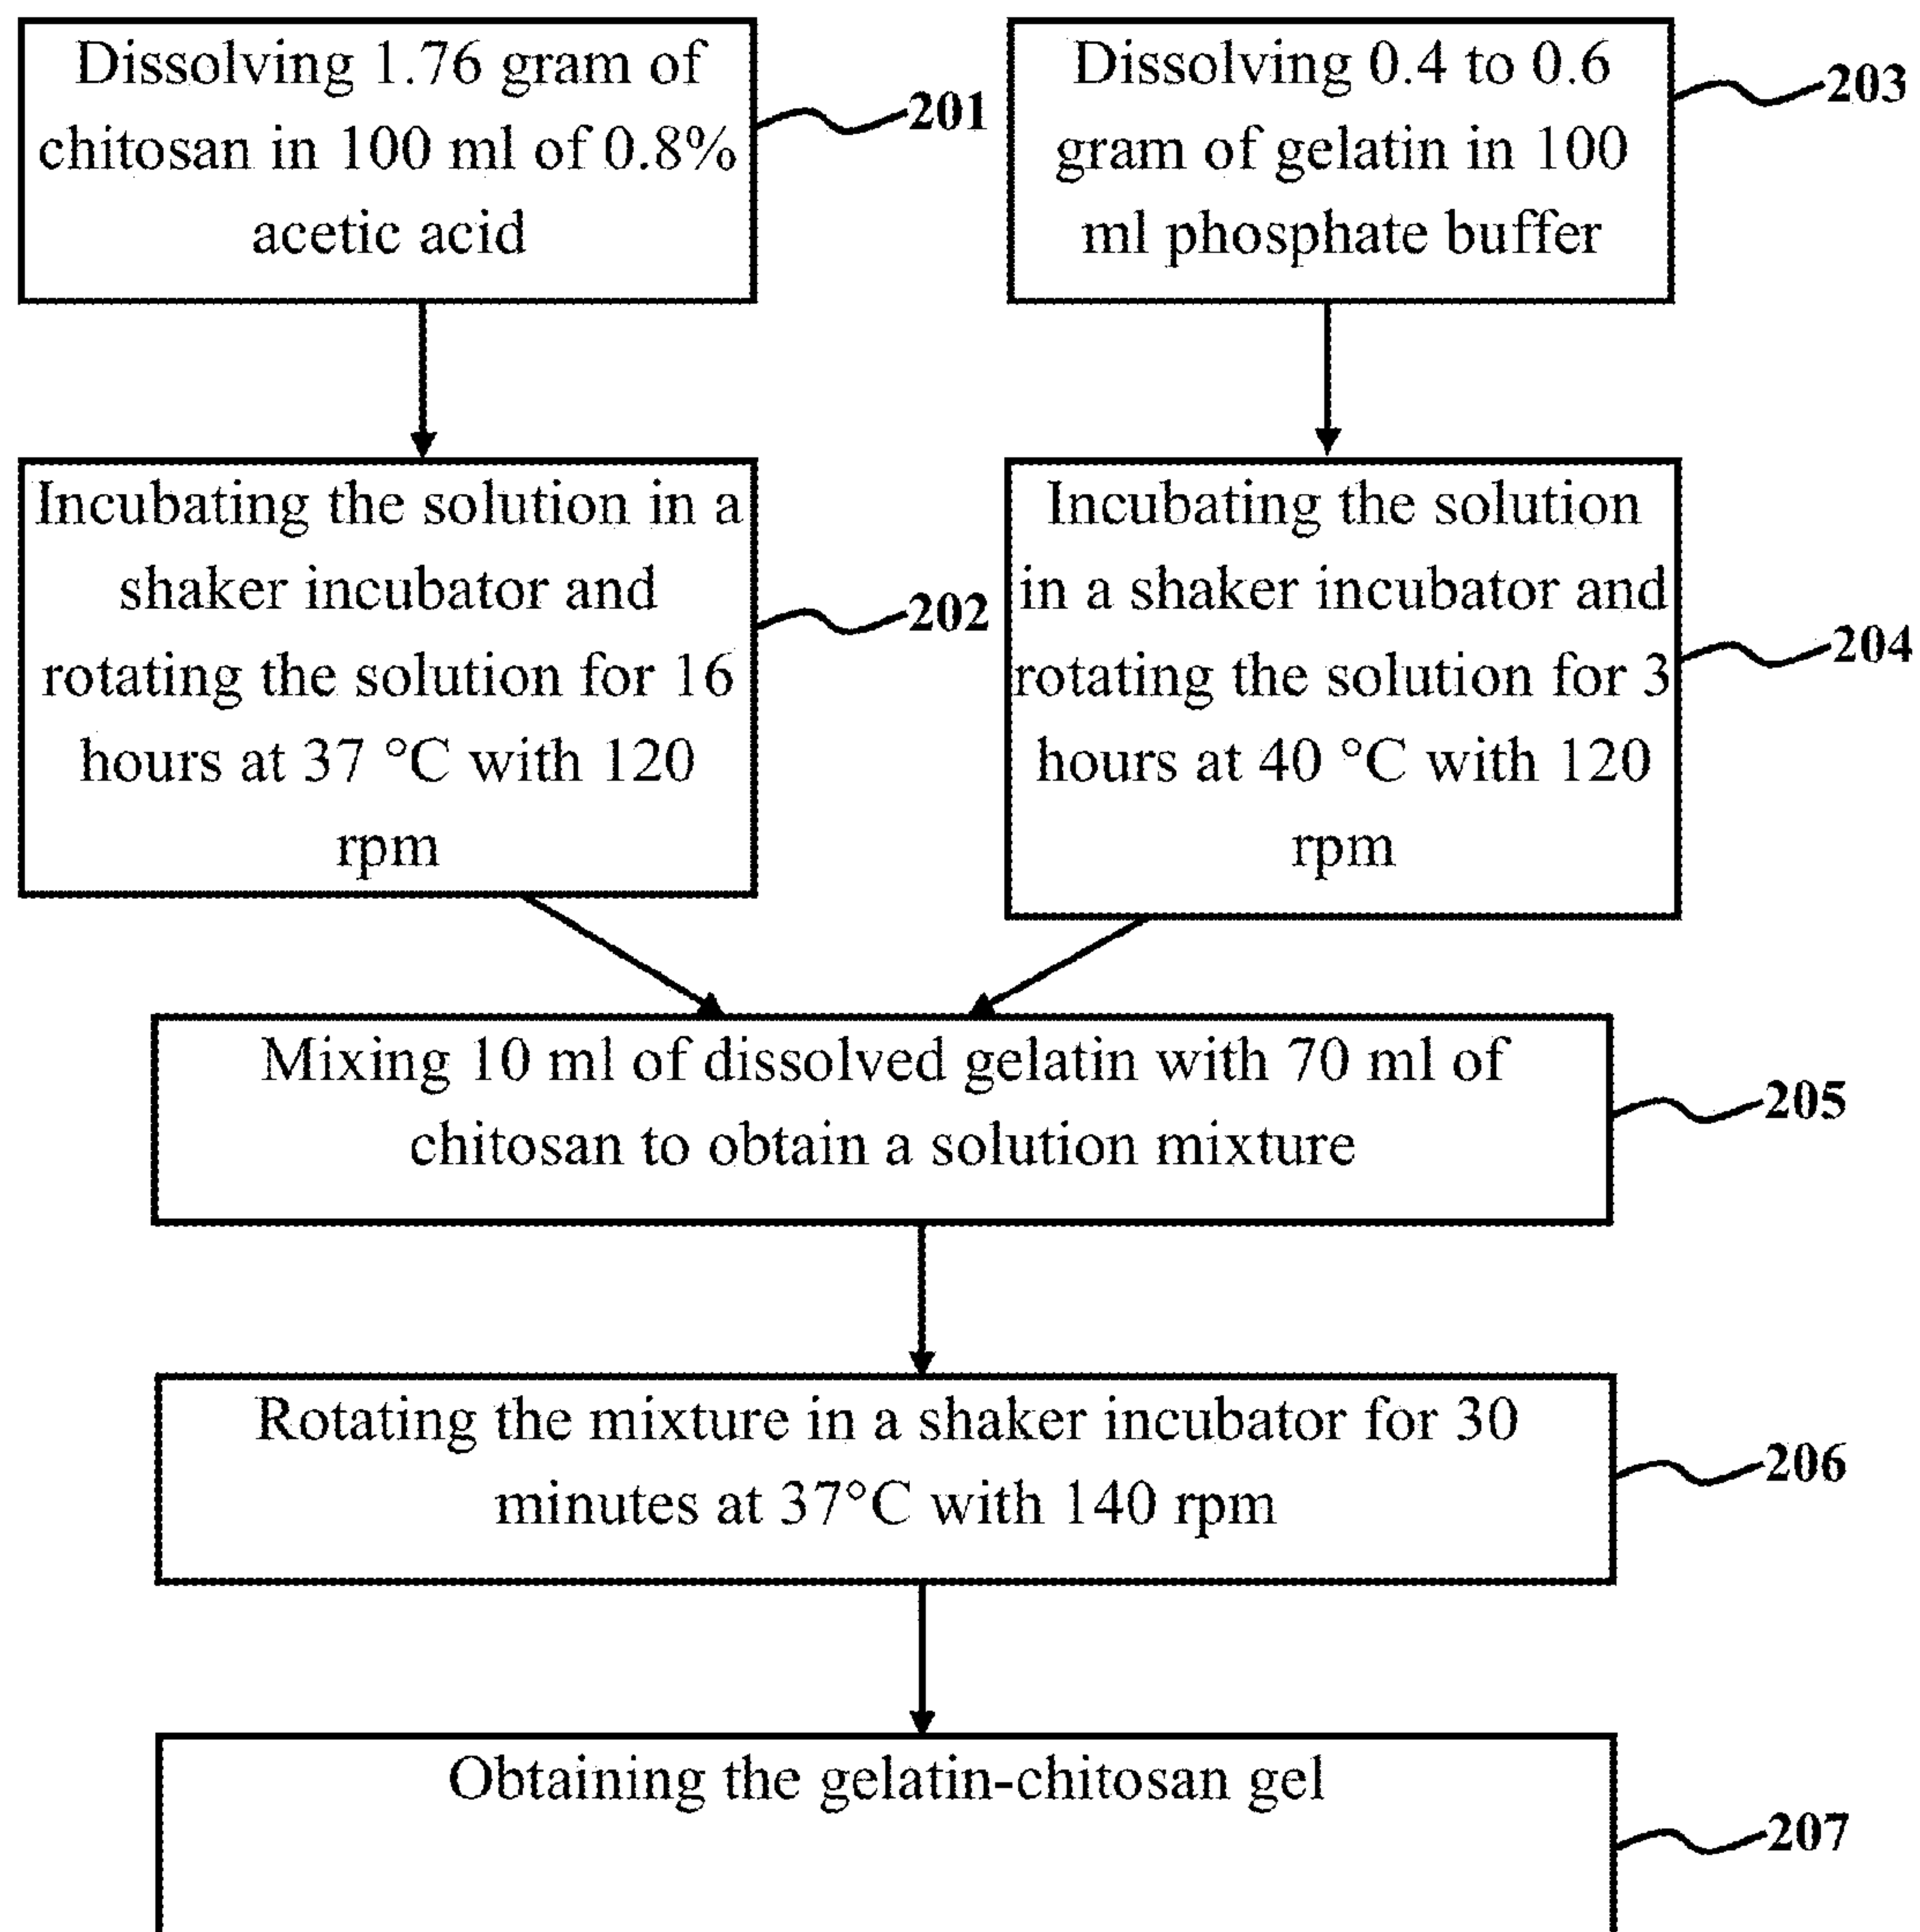 Dissolving 1.76 gram of
chitosan in 100 ml of 0.8%
acetic acid
201
Dissolving 0.4 to 0.6
gram of gelatin in 100
ml phosphate buffer
203
Incubating the solution in a
shaker incubator and
rotating the solution for 16
hours at 37 °C with 120
rpm
202
Incubating the solution
in a shaker incubator and
rotating the solution for 3
hours at 40 °C with 120
rpm
204
Mixing 10 ml of dissolved gelatin with 70 ml of
chitosan to obtain a solution mixture
205
Rotating the mixture in a shaker incubator for 30
minutes at 37°C with 140 rpm
206
Obtaining the gelatin-chitosan gel
207